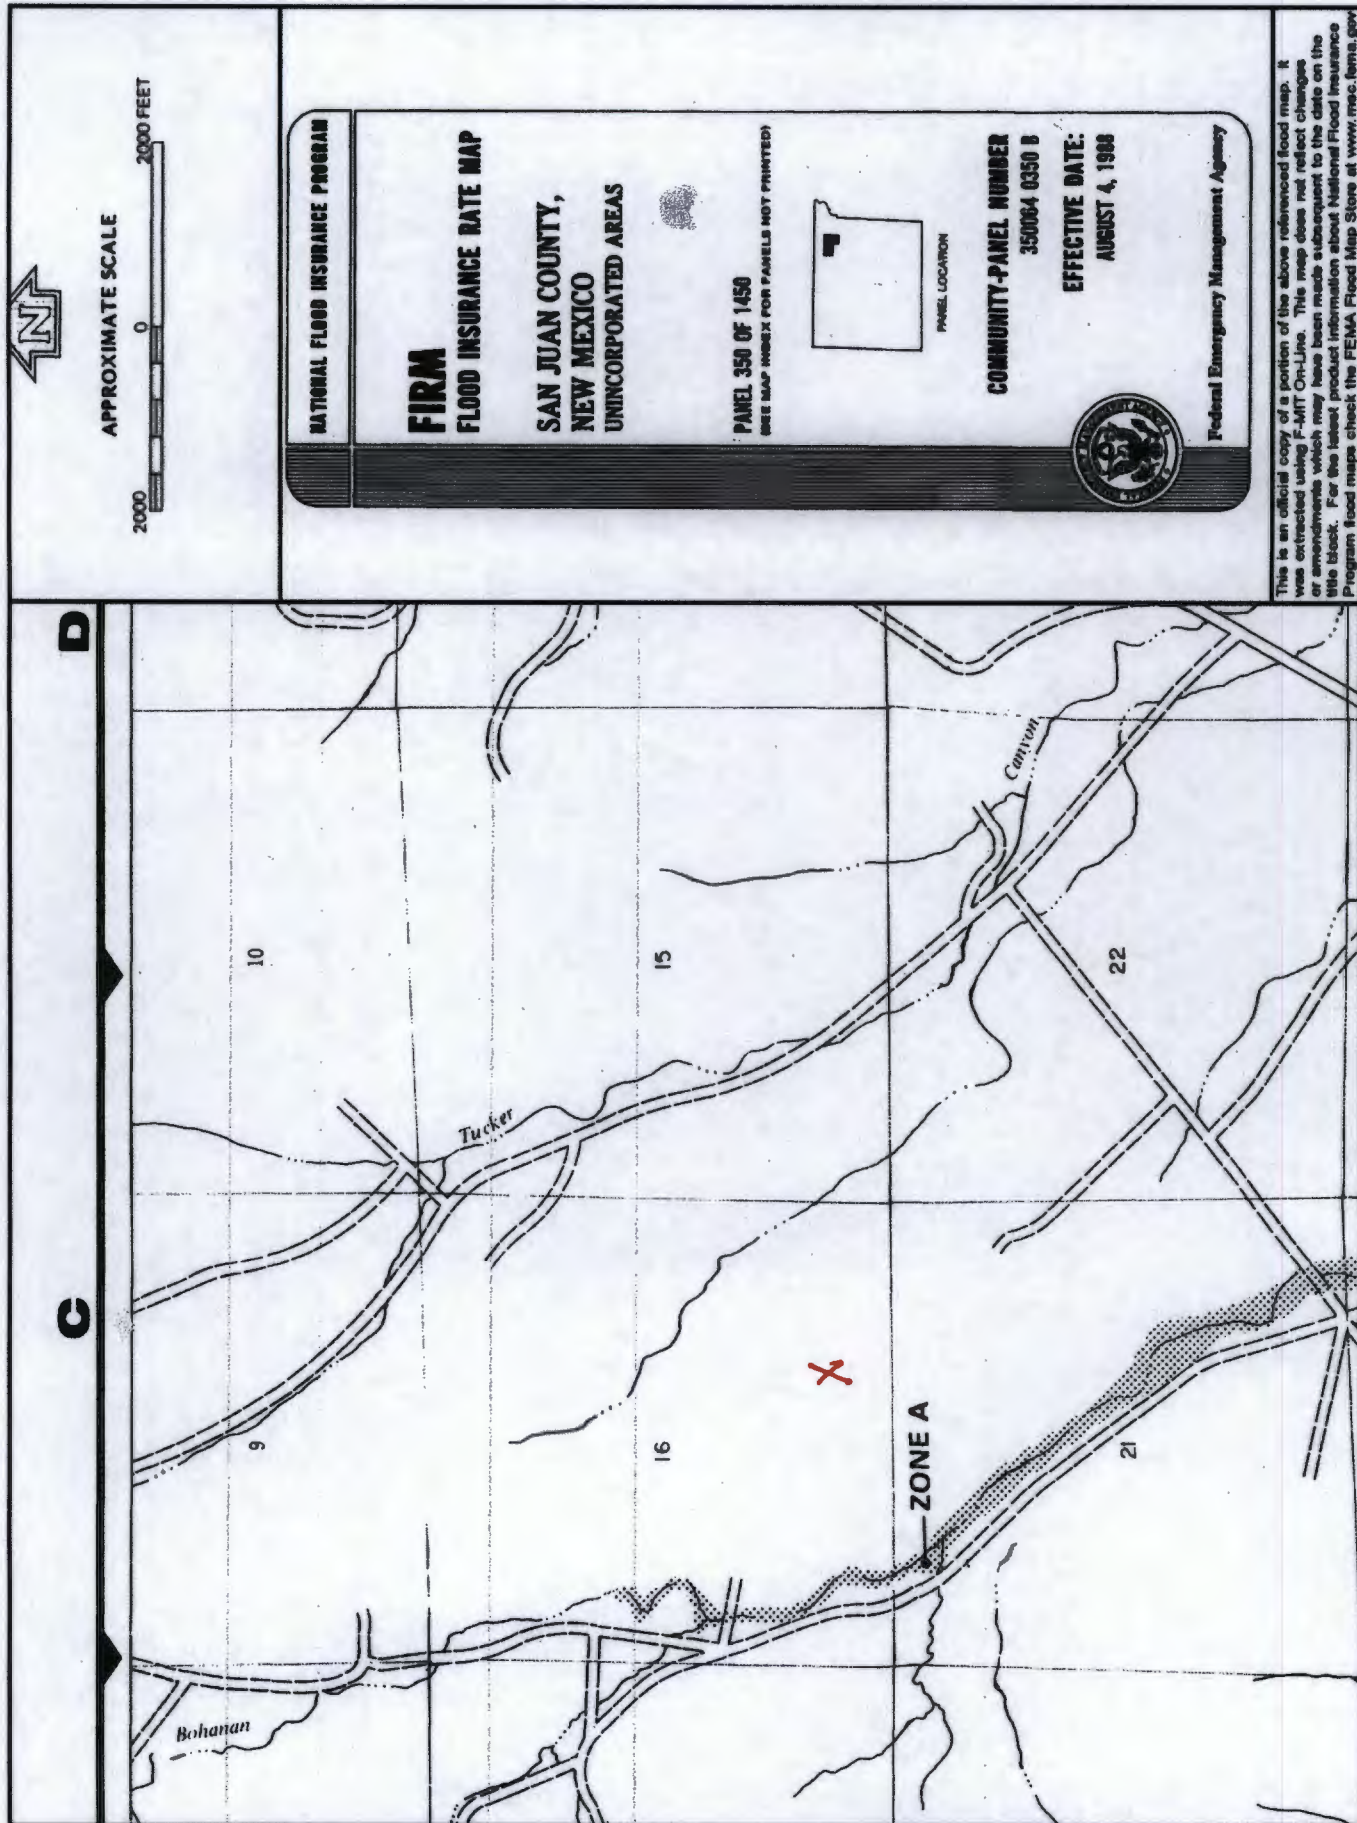 N
APPROXIMATE SCALE
2000 0 2000 FEET
NATIONAL FLOOD INSURANCE PROGRAM
FIRM
FLOOD INSURANCE RATE MAP
SAN JUAN COUNTY,
NEW MEXICO
UNINCORPORATED AREAS
PANEL 350 OF 1450
(SEE MAP INDEX FOR PANELS NOT PRINTED)
PANEL LOCATION
COMMUNITY-PANEL NUMBER
350064 0350 B
EFFECTIVE DATE:
AUGUST 4, 1988
Federal Emergency Management Agency
This is an official copy of a portion of the above referenced flood map. It
was extracted using F-MIT On-Line. This map does not reflect changes
or amendments which may have been made subsequent to the date on the
title block. For the latest product information about National Flood Insurance
Program flood maps check the FEMA Flood Map Store at www.msc.fema.gov
C
D
9
10
Bohanan
Tucker
16
15
X
Canyon
ZONE A
21
22